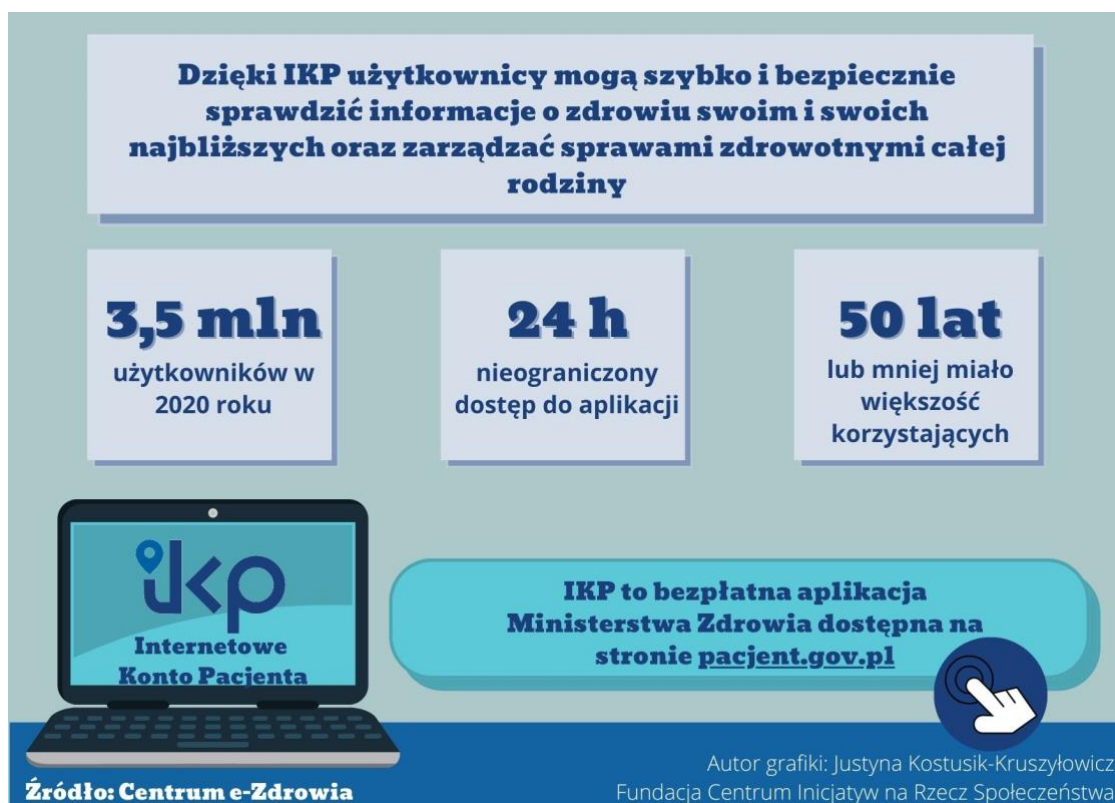 Dzięki IKP użytkownicy mogą szybko i bezpiecznie
sprawdzić informacje o zdrowiu swoim i swoich
najbliższych oraz zarządzać sprawami zdrowotnymi całej
rodziny
3,5 mln
użytkowników w
2020 roku
24 h
nieograniczony
dostęp do aplikacji
50 lat
lub mniej miało
większość
korzystających
ikp
Internetowe
Konto Pacjenta
IKP to bezpłatna aplikacja
Ministerstwa Zdrowia dostępna na
stronie pacjent.gov.pl
Źródło: Centrum e-Zdrowia
Autor grafiki: Justyna Kostusik-Kruszyłowicz
Fundacja Centrum Inicjatyw na Rzecz Społeczeństwa